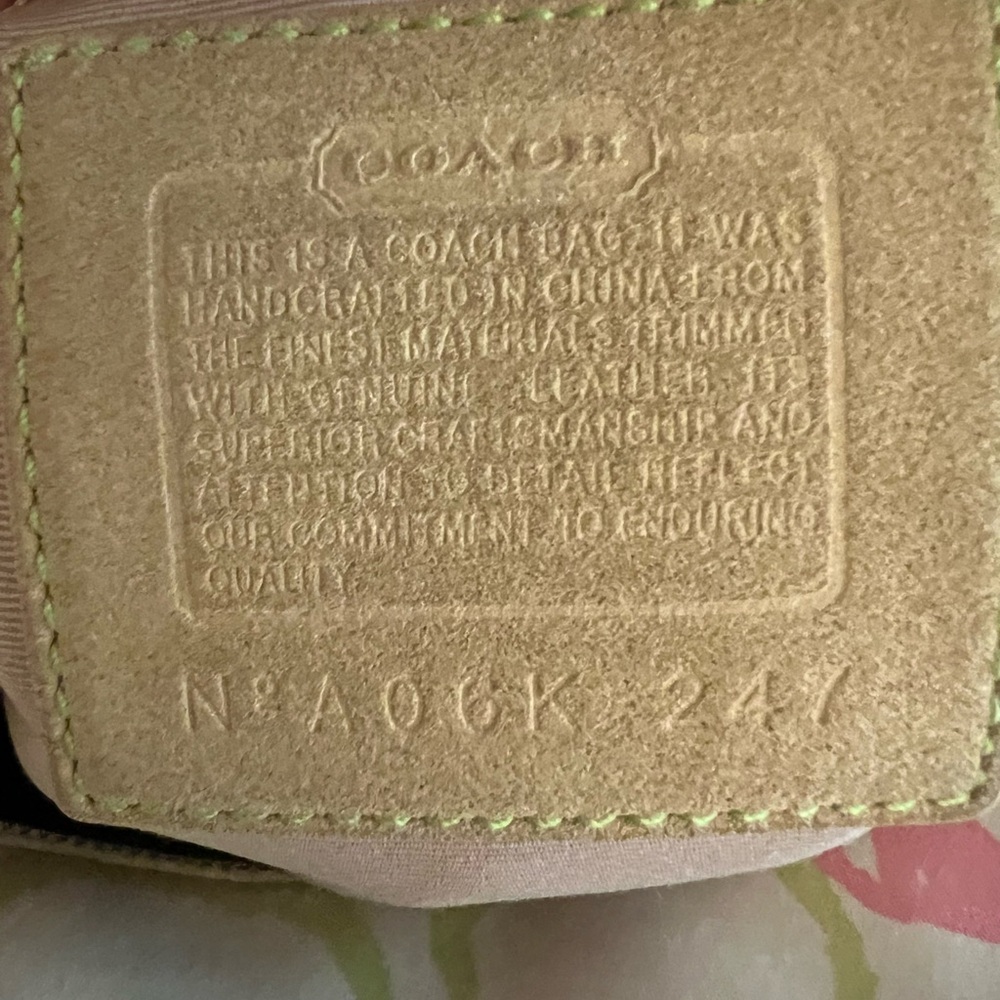 COACH
THIS IS A COACH BAG. IT WAS
HANDCRAFTED IN CHINA FROM
THE FINEST MATERIALS TRIMMED
WITH GENUINE LEATHER. ITS
SUPERIOR CRAFTSMANSHIP AND
ATTENTION TO DETAIL REFLECT
OUR COMMITMENT TO ENDURING
QUALITY.
Nº A06K-247